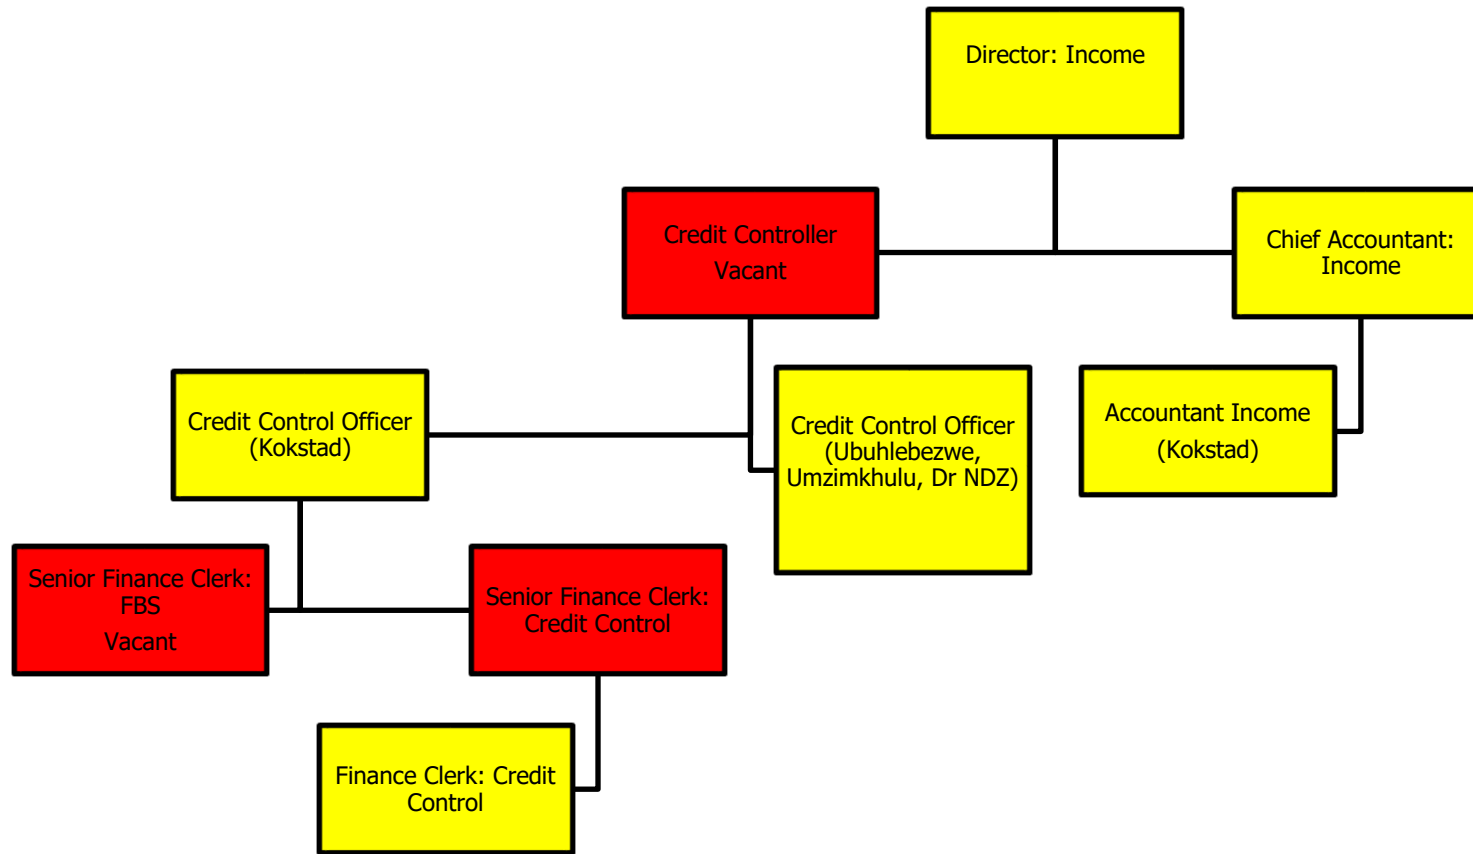 Director: Income
Credit Controller
Vacant
Chief Accountant:
Income
Credit Control Officer
(Kokstad)
Credit Control Officer
(Ubuhlebezwe,
Umzimkhulu, Dr NDZ)
Accountant Income
(Kokstad)
Senior Finance Clerk:
FBS
Vacant
Senior Finance Clerk:
Credit Control
Finance Clerk: Credit
Control